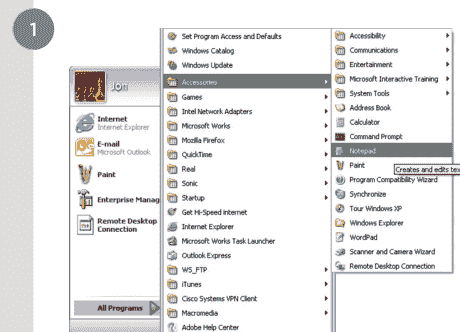 1
Jon
Internet
Internet Explorer
E-mail
Microsoft Outlook
Paint
Enterprise Manag
Remote Desktop
Connection
All Programs
Set Program Access and Defaults
Windows Catalog
Windows Update
Accessories
Games
Intel Network Adapters
Microsoft Works
Mozilla Firefox
QuickTime
Real
Sonic
Startup
Get Hi-Speed Internet
Internet Explorer
Microsoft Works Task Launcher
Outlook Express
WS_FTP
iTunes
Cisco Systems VPN Client
Macromedia
Adobe Help Center
Accessibility
Communications
Entertainment
Microsoft Interactive Training
System Tools
Address Book
Calculator
Command Prompt
Notepad
Paint
Creates and edits tex
Program Compatibility Wizard
Synchronize
Tour Windows XP
Windows Explorer
WordPad
Scanner and Camera Wizard
Remote Desktop Connection